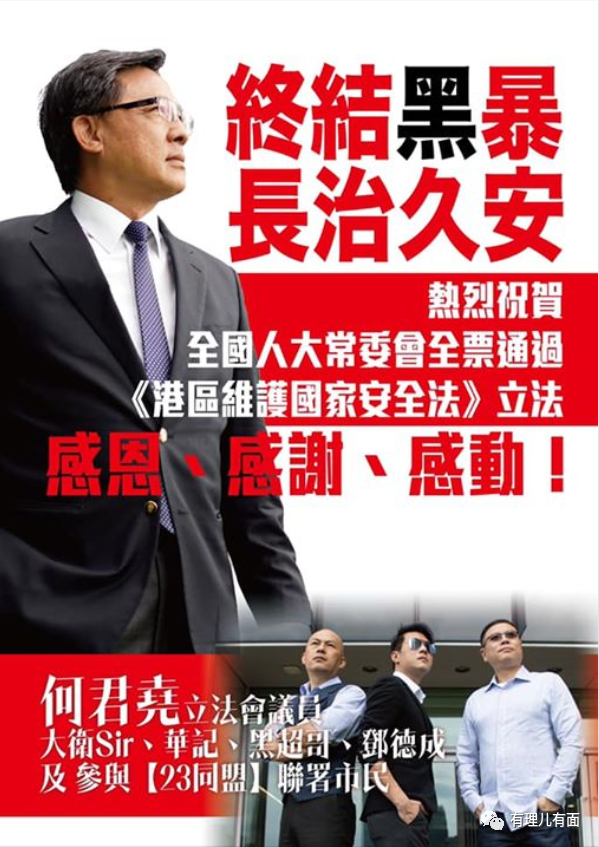 終結黑暴
長治久安
熱烈祝賀
全國人大常委會全票通過
《港區維護國家安全法》立法
感恩、感謝、感動！
何君堯立法會議員
大衛Sir、華記、黑超哥、鄧德成
及 參與【23同盟】聯署市民
有理儿有面